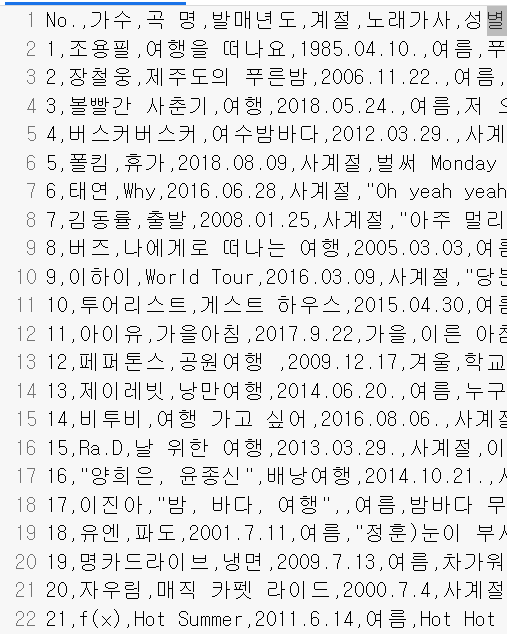 1 No.,가수,곡 명,발매년도,계절,노래가사,성별
2 1,조용필,여행을 떠나요,1985.04.10.,여름,푸
3 2,장철웅,제주도의 푸른밤,2006.11.22.,여름,
4 3,볼빨간 사춘기,여행,2018.05.24.,여름,저 오
5 4,버스커버스커,여수밤바다,2012.03.29.,사계
6 5,폴킴,휴가,2018.08.09,사계절,벌써 Monday
7 6,태연,Why,2016.06.28,사계절,"Oh yeah yeah
8 7,김동률,출발,2008.01.25,사계절,"아주 멀리
9 8,버즈,나에게로 떠나는 여행,2005.03.03,여름
10 9,이하이,World Tour,2016.03.09,사계절,"당분
11 10,투어리스트,게스트 하우스,2015.04.30,여름
12 11,아이유,가을아침,2017.9.22,가을,이른 아침
13 12,페퍼톤스,공원여행 ,2009.12.17,겨울,학교
14 13,제이레빗,낭만여행,2014.06.20.,여름,누구
15 14,비투비,여행 가고 싶어,2016.08.06.,사계절
16 15,Ra.D,날 위한 여행,2013.03.29.,사계절,이
17 16,"양희은, 윤종신",배낭여행,2014.10.21.,사
18 17,이진아,"밤, 바다, 여행",,여름,밤바다 무
19 18,유엔,파도,2001.7.11,여름,"정훈)눈이 부시
20 19,명카드라이브,냉면,2009.7.13,여름,차가워
21 20,자우림,매직 카펫 라이드,2000.7.4,사계절
22 21,f(x),Hot Summer,2011.6.14,여름,Hot Hot